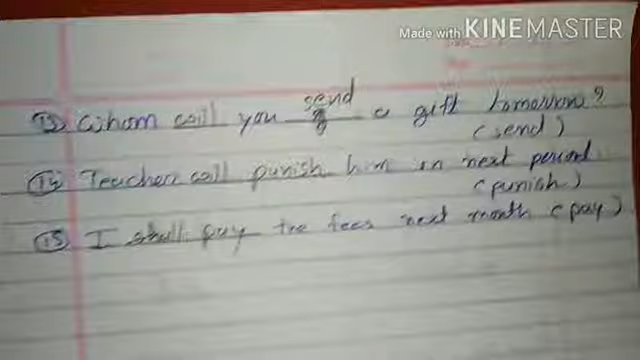 Made with KINEMASTER
13 Whom will you send a gift tomorrow?
(send)
14 Teacher will punish him in next period
(punish)
15 I shall pay the fees next month (pay)